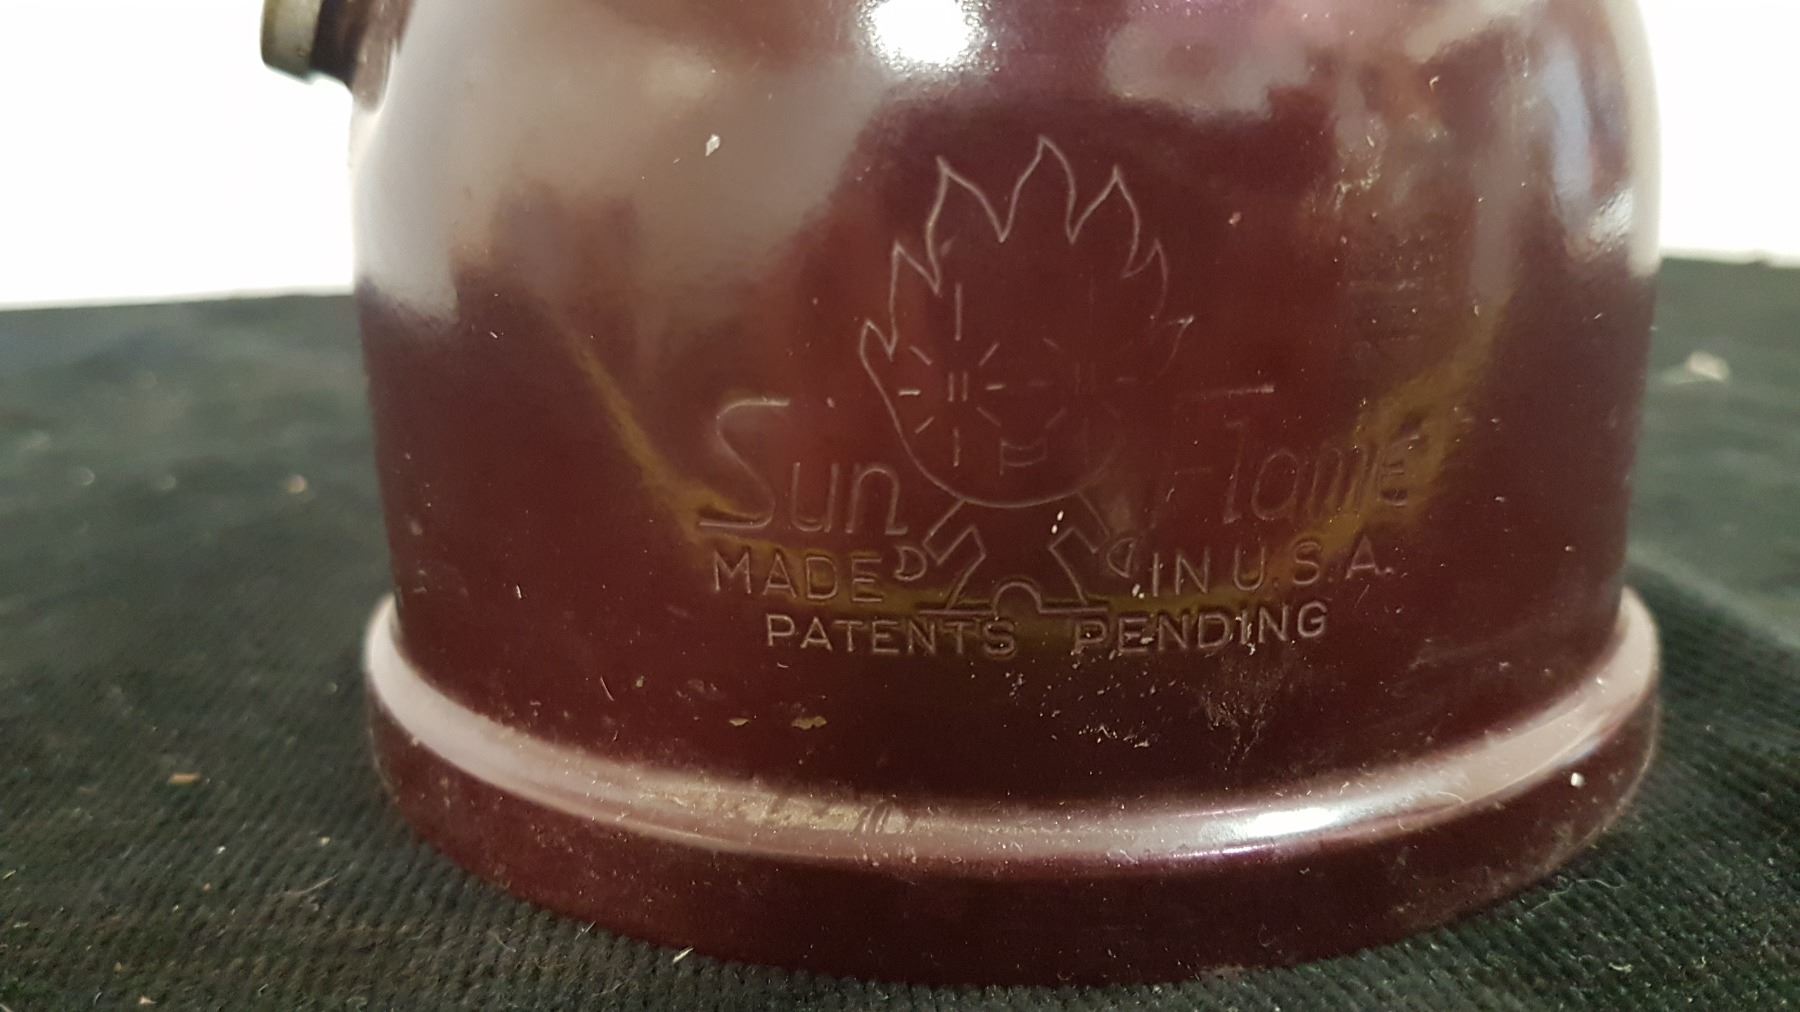 Sun Flame
MADE IN U.S.A.
PATENTS PENDING